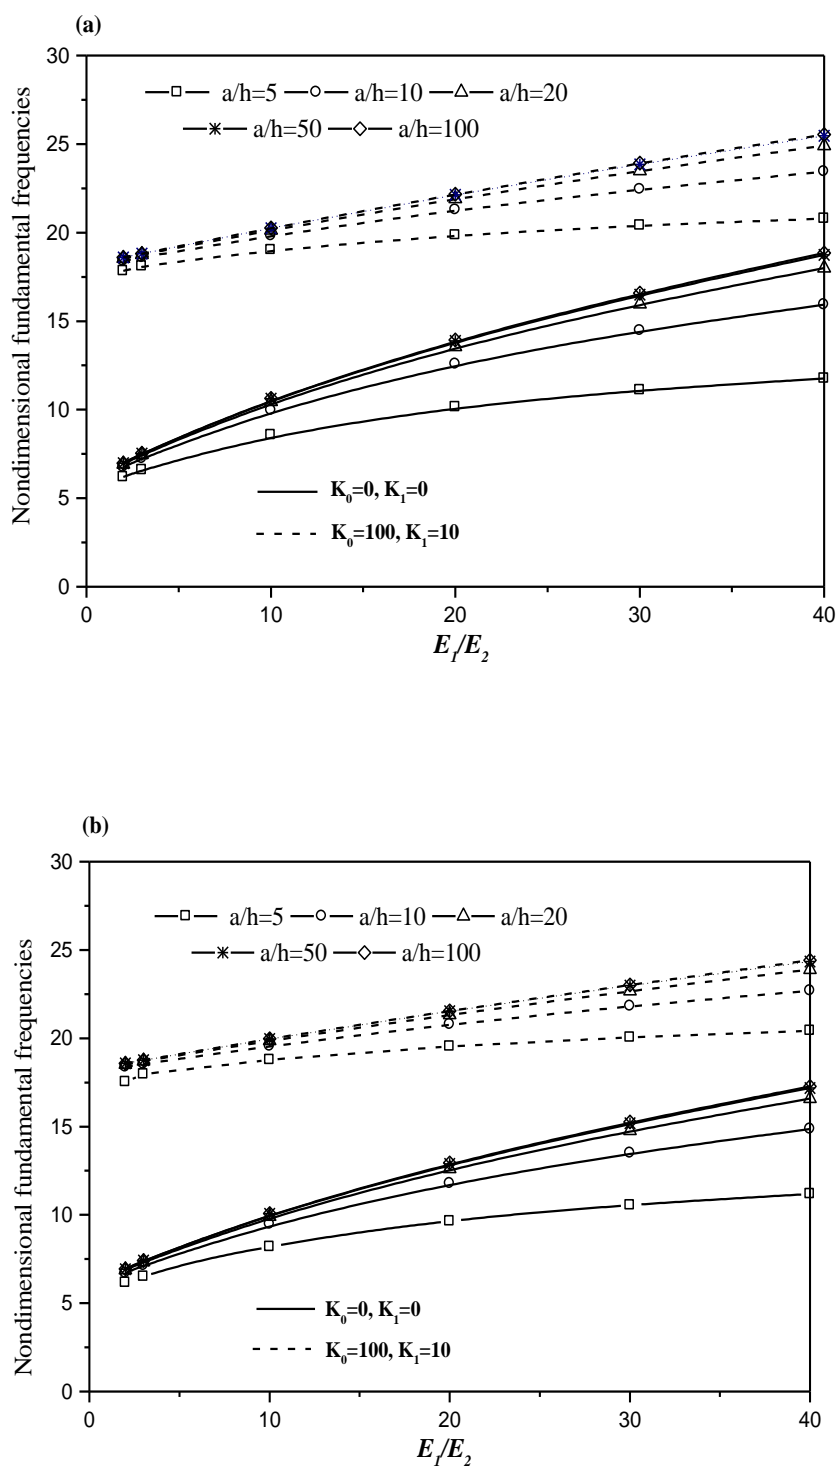 (a)
30
a/h=5 a/h=10 a/h=20
a/h=50 a/h=100
25
20
15
10
5
0
K₀=0, K₁=0
K₀=100, K₁=10
Nondimensional fundamental frequencies
0 10 20 30 40
E₁/E₂
(b)
30
a/h=5 a/h=10 a/h=20
a/h=50 a/h=100
25
20
15
10
5
0
K₀=0, K₁=0
K₀=100, K₁=10
Nondimensional fundamental frequencies
0 10 20 30 40
E₁/E₂